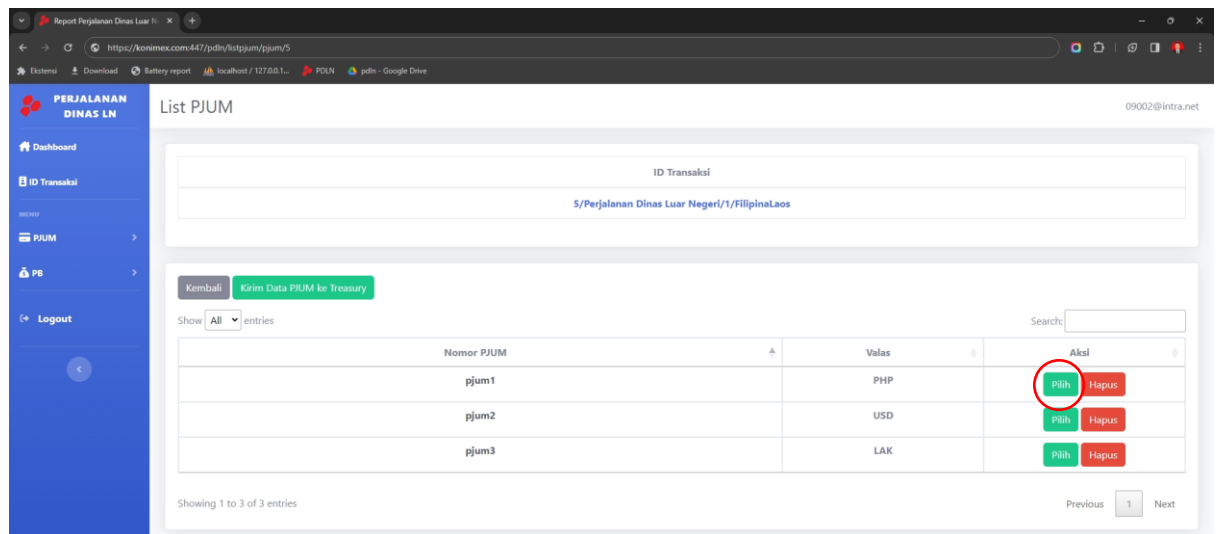 Report Perjalanan Dinas Luar N
https://konimex.com:447/pdln/listpjum/pjum/5
Ekstensi Download Battery report localhost / 127.0.0.1... PDLN pdln - Google Drive
PERJALANAN
DINAS LN
List PJUM
09002@intra.net
Dashboard
ID Transaksi
MENU
PJUM
PB
Logout
ID Transaksi
5/Perjalanan Dinas Luar Negeri/1/FilipinaLaos
Kembali Kirim Data PJUM ke Treasury
Show All entries Search:
Nomor PJUM Valas Aksi
pjum1 PHP Pilih Hapus
pjum2 USD Pilih Hapus
pjum3 LAK Pilih Hapus
Showing 1 to 3 of 3 entries Previous 1 Next